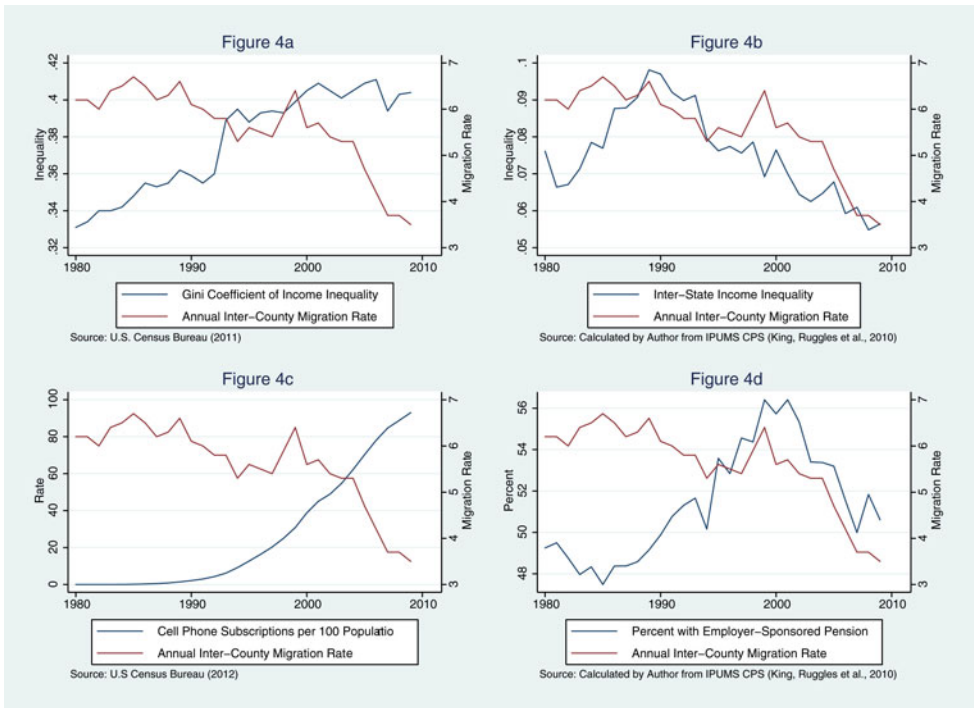 Figure 4a
.42
.4
.38
.36
.34
.32
Inequality
7
6
5
4
3
Migration Rate
1980 1990 2000 2010
Gini Coefficient of Income Inequality
Annual Inter-County Migration Rate
Source: U.S. Census Bureau (2011)
Figure 4b
.1
.09
.08
.07
.06
.05
Inequality
7
6
5
4
3
Migration Rate
1980 1990 2000 2010
Inter-State Income Inequality
Annual Inter-County Migration Rate
Source: Calculated by Author from IPUMS CPS (King, Ruggles et al., 2010)
Figure 4c
100
80
60
40
20
0
Rate
7
6
5
4
3
Migration Rate
1980 1990 2000 2010
Cell Phone Subscriptions per 100 Populatio
Annual Inter-County Migration Rate
Source: U.S Census Bureau (2012)
Figure 4d
56
54
52
50
48
Percent
7
6
5
4
3
Migration Rate
1980 1990 2000 2010
Percent with Employer-Sponsored Pension
Annual Inter-County Migration Rate
Source: Calculated by Author from IPUMS CPS (King, Ruggles et al., 2010)